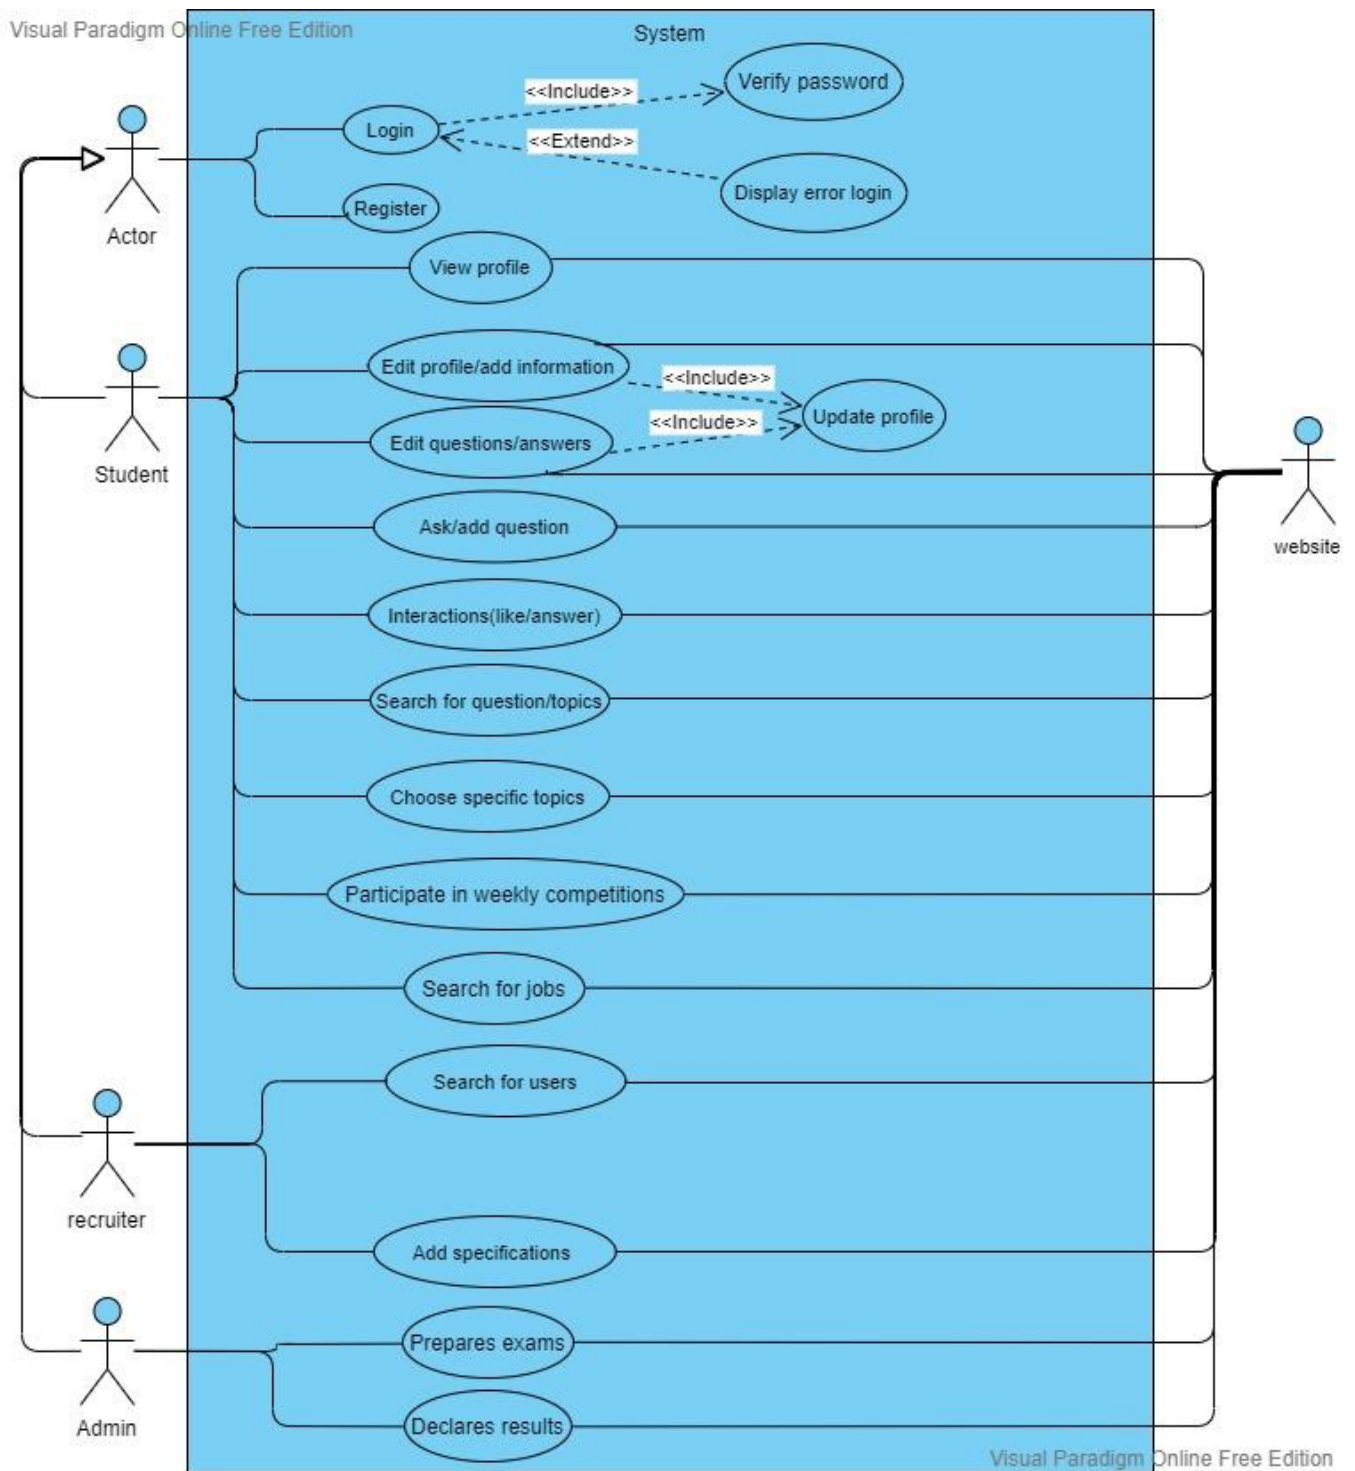 Visual Paradigm Online Free Edition
System
Verify password
<<Include>>
Login
<<Extend>>
Display error login
Register
Actor
View profile
Edit profile/add information
<<Include>>
Update profile
<<Include>>
Edit questions/answers
Student
Ask/add question
website
Interactions(like/answer)
Search for question/topics
Choose specific topics
Participate in weekly competitions
Search for jobs
Search for users
recruiter
Add specifications
Prepares exams
Admin
Declares results
Visual Paradigm Online Free Edition